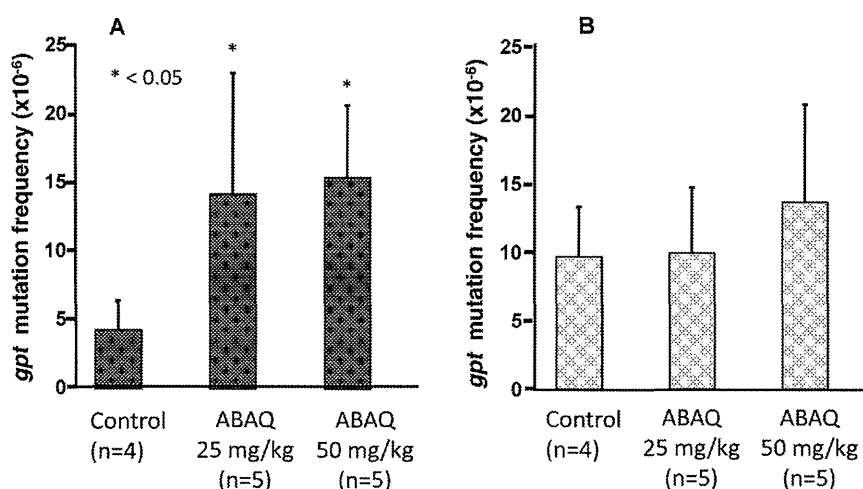 A
gpt mutation frequency (x10-6)
25
20
15
10
5
0
* < 0.05
*
*
Control
(n=4)
ABAQ
25 mg/kg
(n=5)
ABAQ
50 mg/kg
(n=5)
B
gpt mutation frequency (x10-6)
25
20
15
10
5
0
Control
(n=4)
ABAQ
25 mg/kg
(n=5)
ABAQ
50 mg/kg
(n=5)